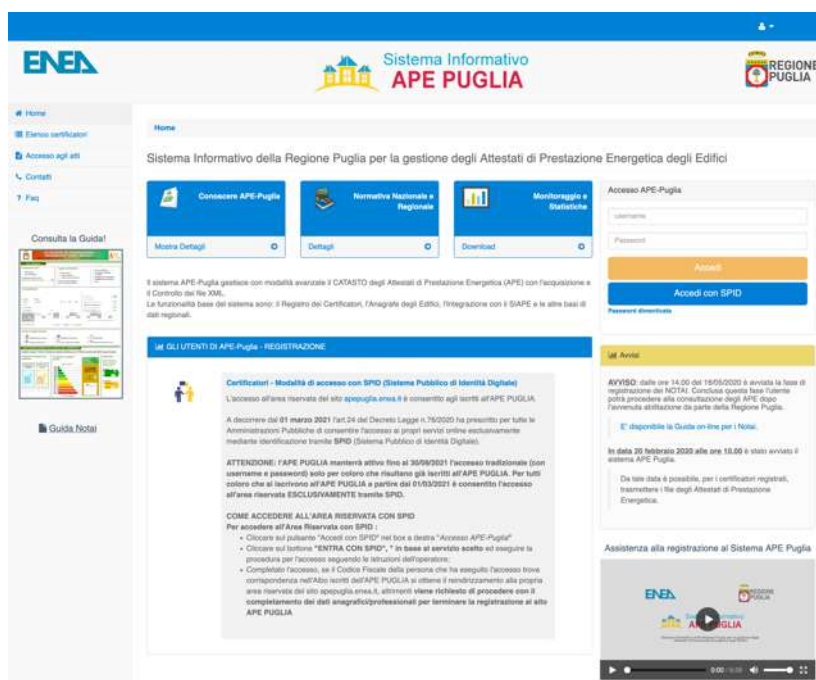 ENEA
Sistema Informativo
APE PUGLIA
REGIONE
PUGLIA
Home
Elenco certificatori
Accesso agli atti
Contatti
? Faq
Consulta la Guida!
Guida Notai
Home
Sistema Informativo della Regione Puglia per la gestione degli Attestati di Prestazione Energetica degli Edifici
Conoscere APE-Puglia
Mostra Dettagli
Normativa Nazionale e
Regionale
Dettagli
Monitoraggio e
Statistiche
Download
Il sistema APE-Puglia gestisce con modalità avanzate il CATASTO degli Attestati di Prestazione Energetica (APE) con l'acquisizione e
il Controllo dei file XML.
Le funzionalità base del sistema sono: il Registro dei Certificatori, l'Anagrafe degli Edifici, l'integrazione con il SIAPE e le altre basi di
dati regionali.
GLI UTENTI DI APE-Puglia - REGISTRAZIONE
Certificatori - Modalità di accesso con SPID (Sistema Pubblico di Identità Digitale)
L'accesso all'area riservata del sito apepuglia.enea.it è consentito agli iscritti all'APE PUGLIA.
A decorrere dal 01 marzo 2021 l'art.24 del Decreto Legge n.76/2020 ha prescritto per tutte le
Amministrazioni Pubbliche di consentire l'accesso ai propri servizi online esclusivamente
mediante identificazione tramite SPID (Sistema Pubblico di Identità Digitale).
ATTENZIONE: l'APE PUGLIA manterrà attivo fino al 30/09/2021 l'accesso tradizionale (con
username e password) solo per coloro che risultano già iscritti all'APE PUGLIA. Per tutti
coloro che si iscrivono all'APE PUGLIA a partire dal 01/03/2021 è consentito l'accesso
all'area riservata ESCLUSIVAMENTE tramite SPID.
COME ACCEDERE ALL'AREA RISERVATA CON SPID
Per accedere all'Area Riservata con SPID :
• Cliccare sul pulsante "Accedi con SPID" nel box a destra "Accesso APE-Puglia"
• Cliccare sul bottone "ENTRA CON SPID", " in base al servizio scelto ed eseguire la
procedura per l'accesso seguendo le istruzioni dell'operatore;
• Completato l'accesso, se il Codice Fiscale della persona che ha eseguito l'accesso trova
corrispondenza nell'Albo iscritti dell'APE PUGLIA si ottiene il reindirizzamento alla propria
area riservata del sito apepuglia.enea.it, altrimenti viene richiesto di procedere con il
completamento dei dati anagrafici/professionali per terminare la registrazione al sito
APE PUGLIA
Accesso APE-Puglia
username
Password
Accedi
Accedi con SPID
Password dimenticata
Avvisi
AVVISO: dalle ore 14:00 del 18/05/2020 è avviata la fase di
registrazione dei NOTAI. Conclusa questa fase l'utente
potrà procedere alla consultazione degli APE dopo
l'avvenuta abilitazione da parte della Regione Puglia.
E' disponibile la Guida on-line per i Notai.
In data 20 febbraio 2020 alle ore 10.00 è stato avviato il
sistema APE Puglia.
Da tale data è possibile, per i certificatori registrati,
trasmettere i file degli Attestati di Prestazione
Energetica.
Assistenza alla registrazione al Sistema APE Puglia
ENEA
REGIONE
PUGLIA
Sistema Informativo
0:00